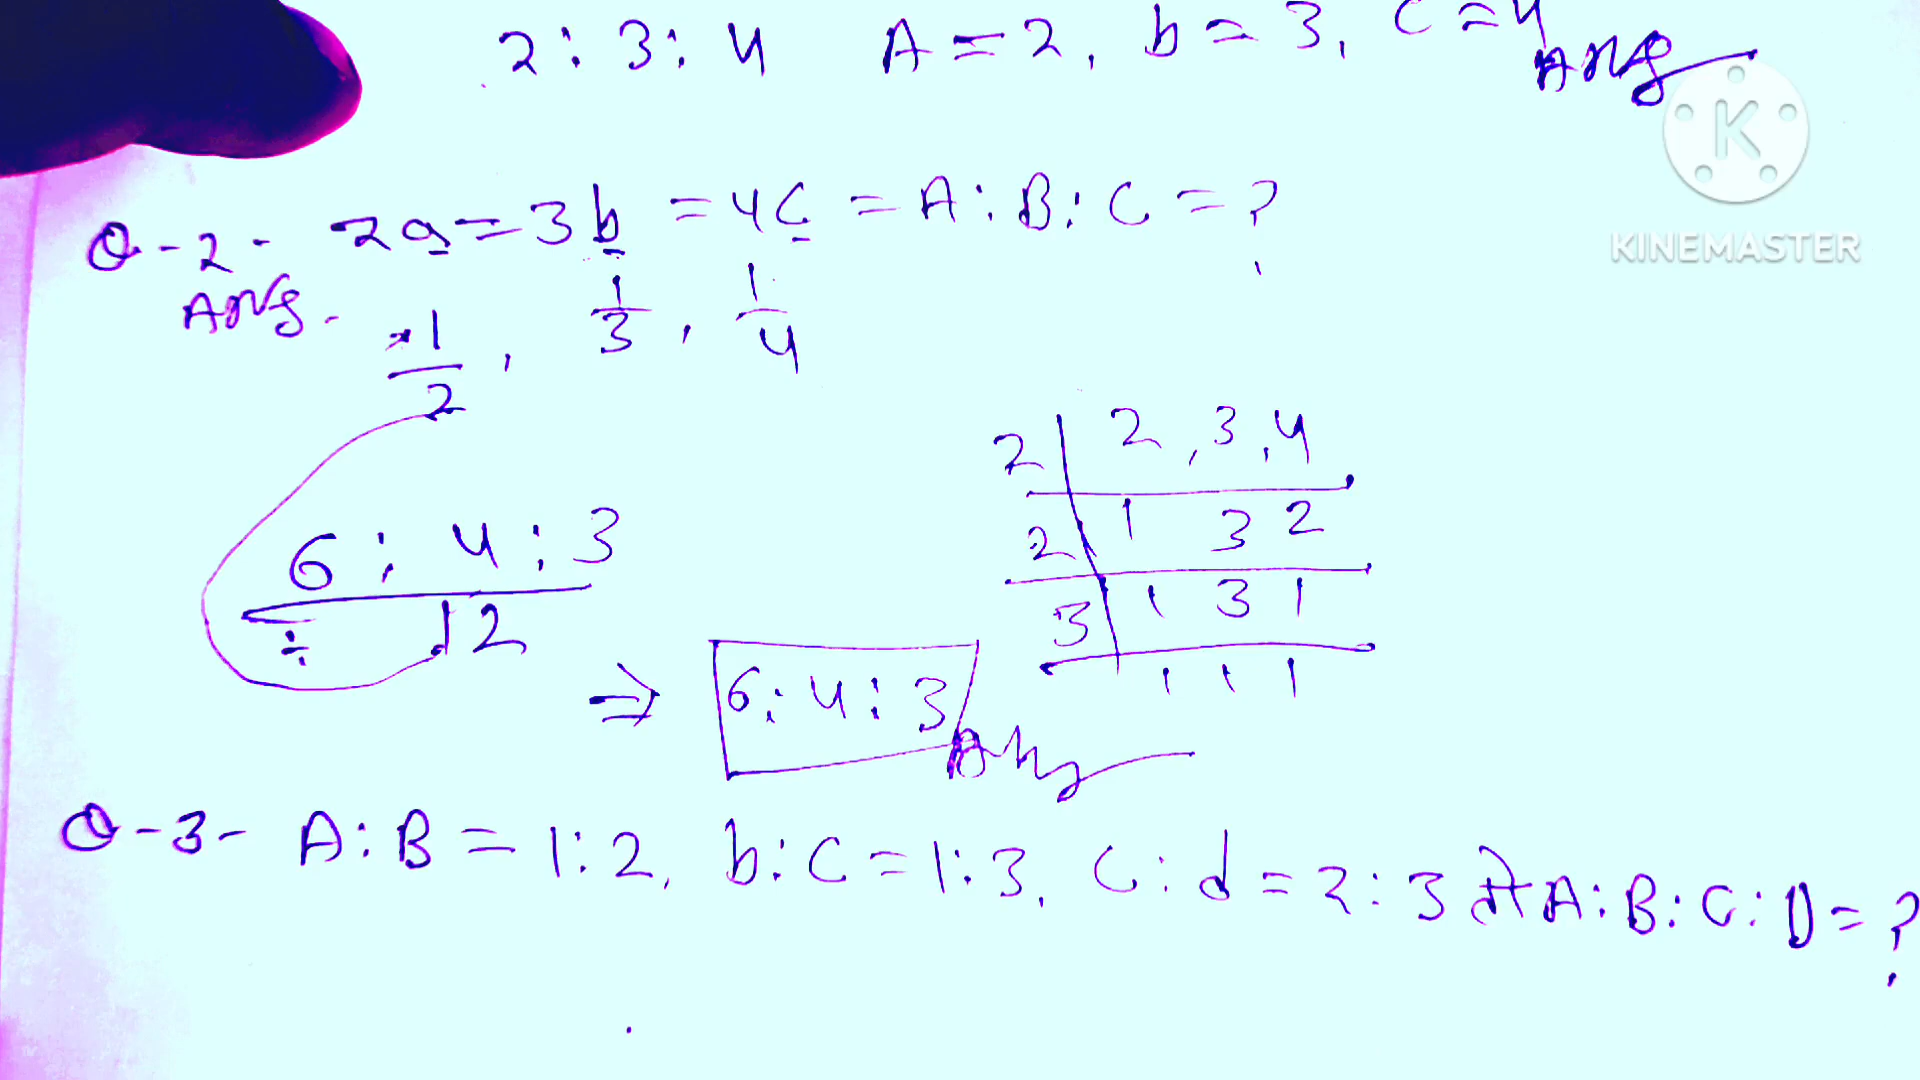 2 : 3 : 4 A = 2, b = 3, C = 4
Ans
KINEMASTER
Q-2- 2a = 3b = 4C = A : B : C = ?
Ans. 1/2, 1/3, 1/4
2 | 2, 3, 4
2 | 1 3 2
3 | 1 3 1
1 1 1
6 : 4 : 3
÷ 12
⇒ 6 : 4 : 3 Ans
Q-3- A : B = 1 : 2, b : C = 1 : 3, C : d = 2 : 3 तो A : B : C : D = ?